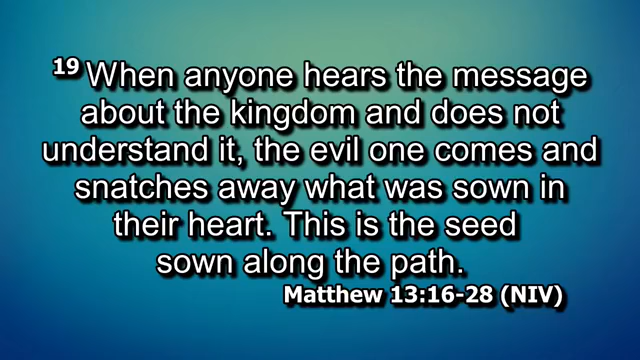 19 When anyone hears the message
about the kingdom and does not
understand it, the evil one comes and
snatches away what was sown in
their heart. This is the seed
sown along the path.
Matthew 13:16-28 (NIV)